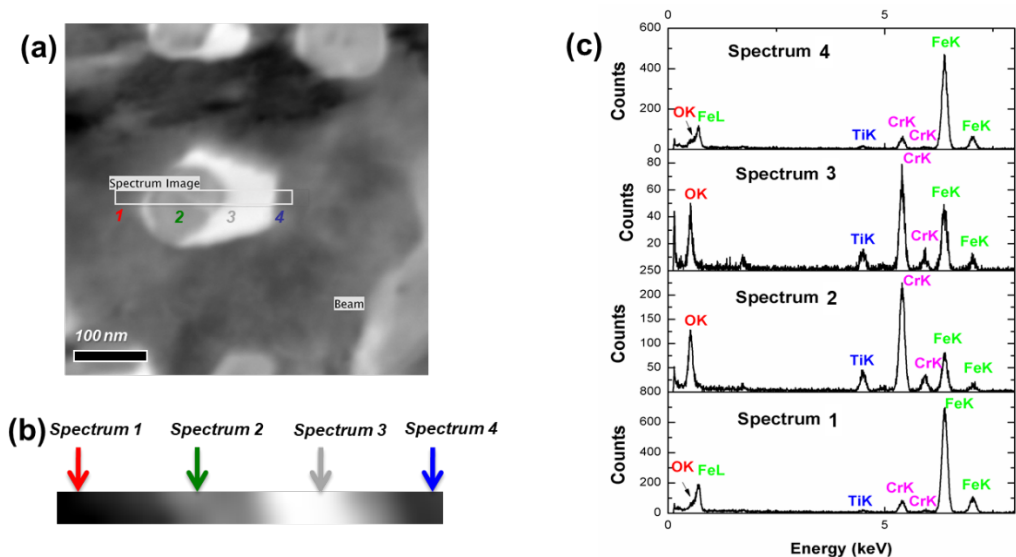 (a)
Spectrum Image
1 2 3 4
Beam
100 nm
(b)
Spectrum 1 Spectrum 2 Spectrum 3 Spectrum 4
(c)
0 5
600
400
200
0
Counts
Spectrum 4
OK FeL TiK CrK CrK FeK FeK
80
60
40
20
250
Counts
Spectrum 3
OK TiK CrK CrK FeK FeK
200
150
100
50
800
Counts
Spectrum 2
OK TiK CrK CrK FeK FeK
600
400
200
0
Counts
Spectrum 1
OK FeL TiK CrK CrK FeK FeK
0 5
Energy (keV)